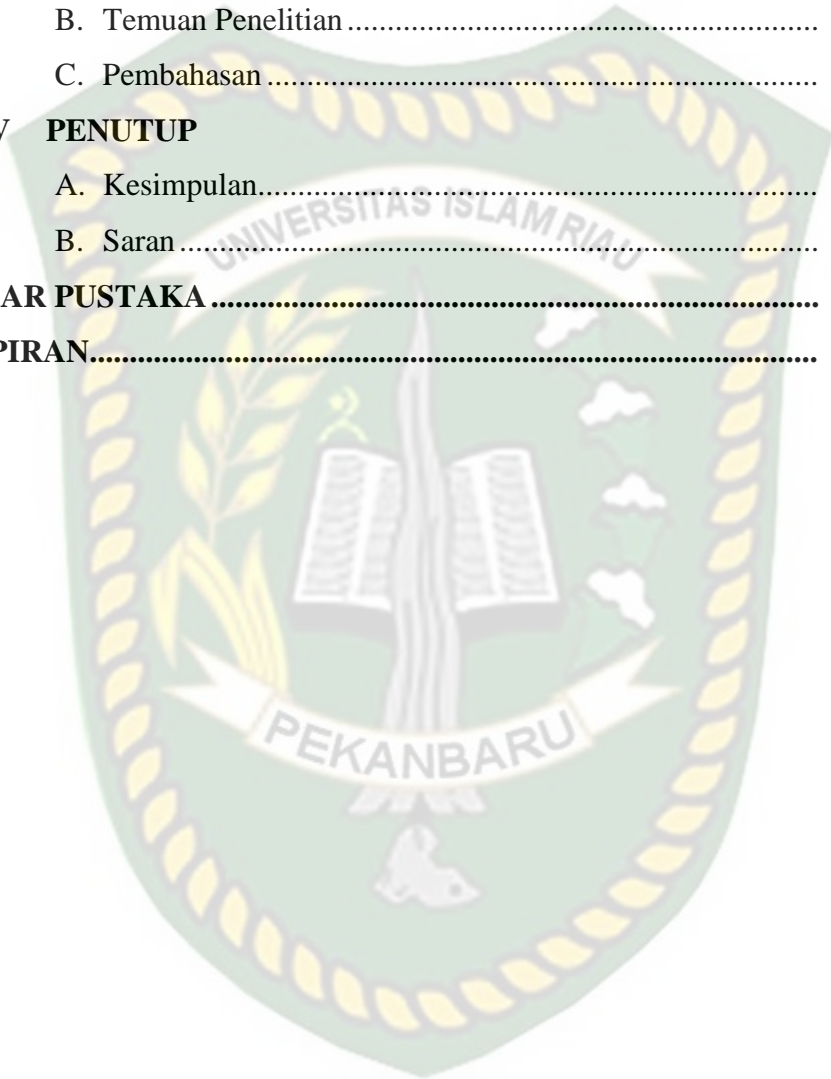 B. Temuan Penelitian ........................................................
C. Pembahasan ........................................................
V PENUTUP
A. Kesimpulan........................................................
B. Saran ........................................................
AR PUSTAKA ........................................................
PIRAN........................................................
UNIVERSITAS ISLAM RIAU
PEKANBARU